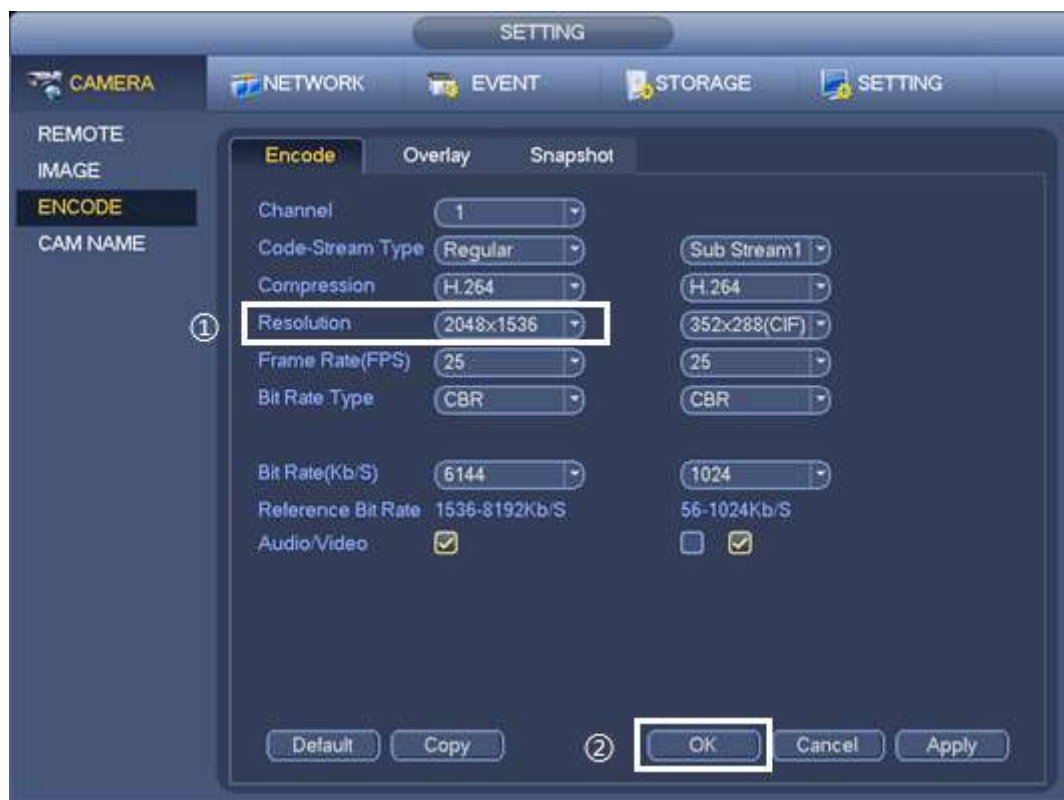 SETTING
CAMERA NETWORK EVENT STORAGE SETTING
REMOTE
IMAGE
ENCODE
CAM NAME
Encode Overlay Snapshot
Channel 1
Code-Stream Type Regular Sub Stream1
Compression H.264 H.264
① Resolution 2048x1536 352x288(CIF)
Frame Rate(FPS) 25 25
Bit Rate Type CBR CBR
Bit Rate(Kb/S) 6144 1024
Reference Bit Rate 1536-8192Kb/S 56-1024Kb/S
Audio/Video
Default Copy ② OK Cancel Apply